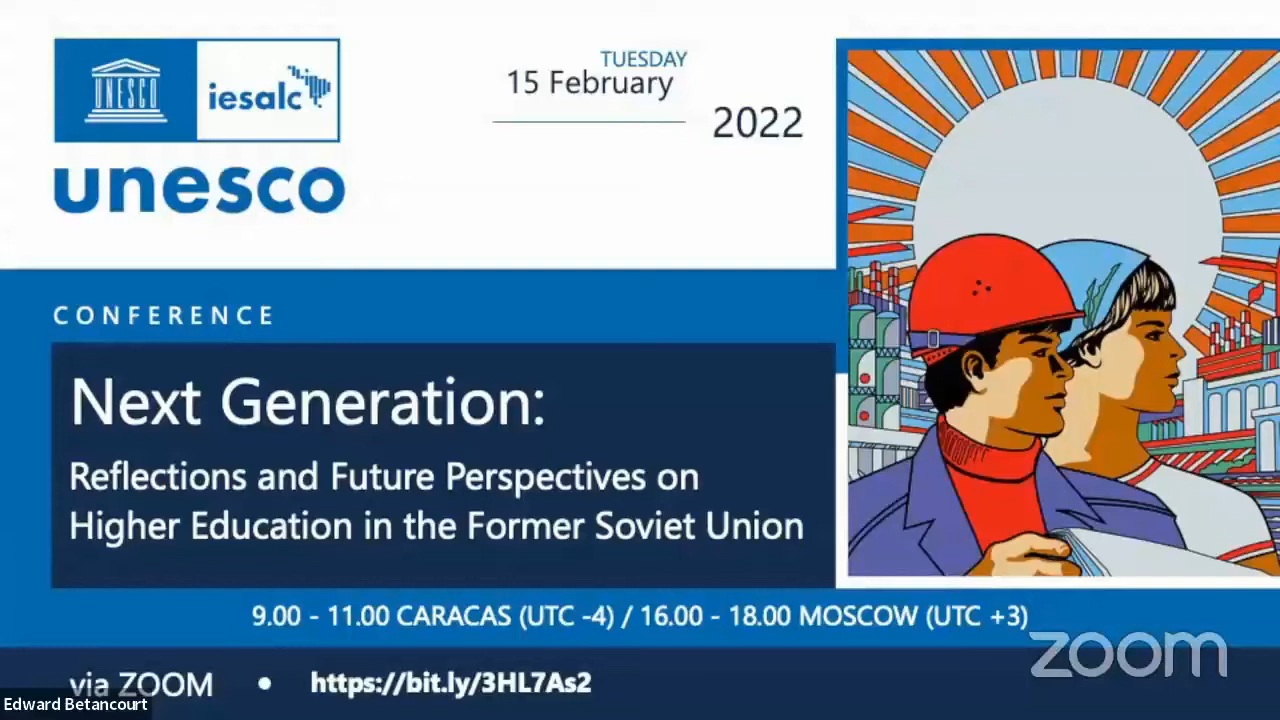 UNESCO
iesalc
unesco
TUESDAY
15 February
2022
CONFERENCE
Next Generation:
Reflections and Future Perspectives on
Higher Education in the Former Soviet Union
9.00 - 11.00 CARACAS (UTC -4) / 16.00 - 18.00 MOSCOW (UTC +3)
zoom
via ZOOM • https://bit.ly/3HL7As2
Edward Betancourt